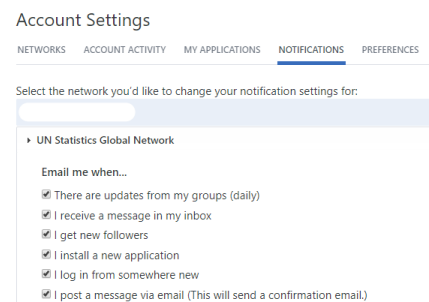 Account Settings
NETWORKS ACCOUNT ACTIVITY MY APPLICATIONS NOTIFICATIONS PREFERENCES
Select the network you'd like to change your notification settings for:
UN Statistics Global Network
Email me when...
There are updates from my groups (daily)
I receive a message in my inbox
I get new followers
I install a new application
I log in from somewhere new
I post a message via email (This will send a confirmation email.)